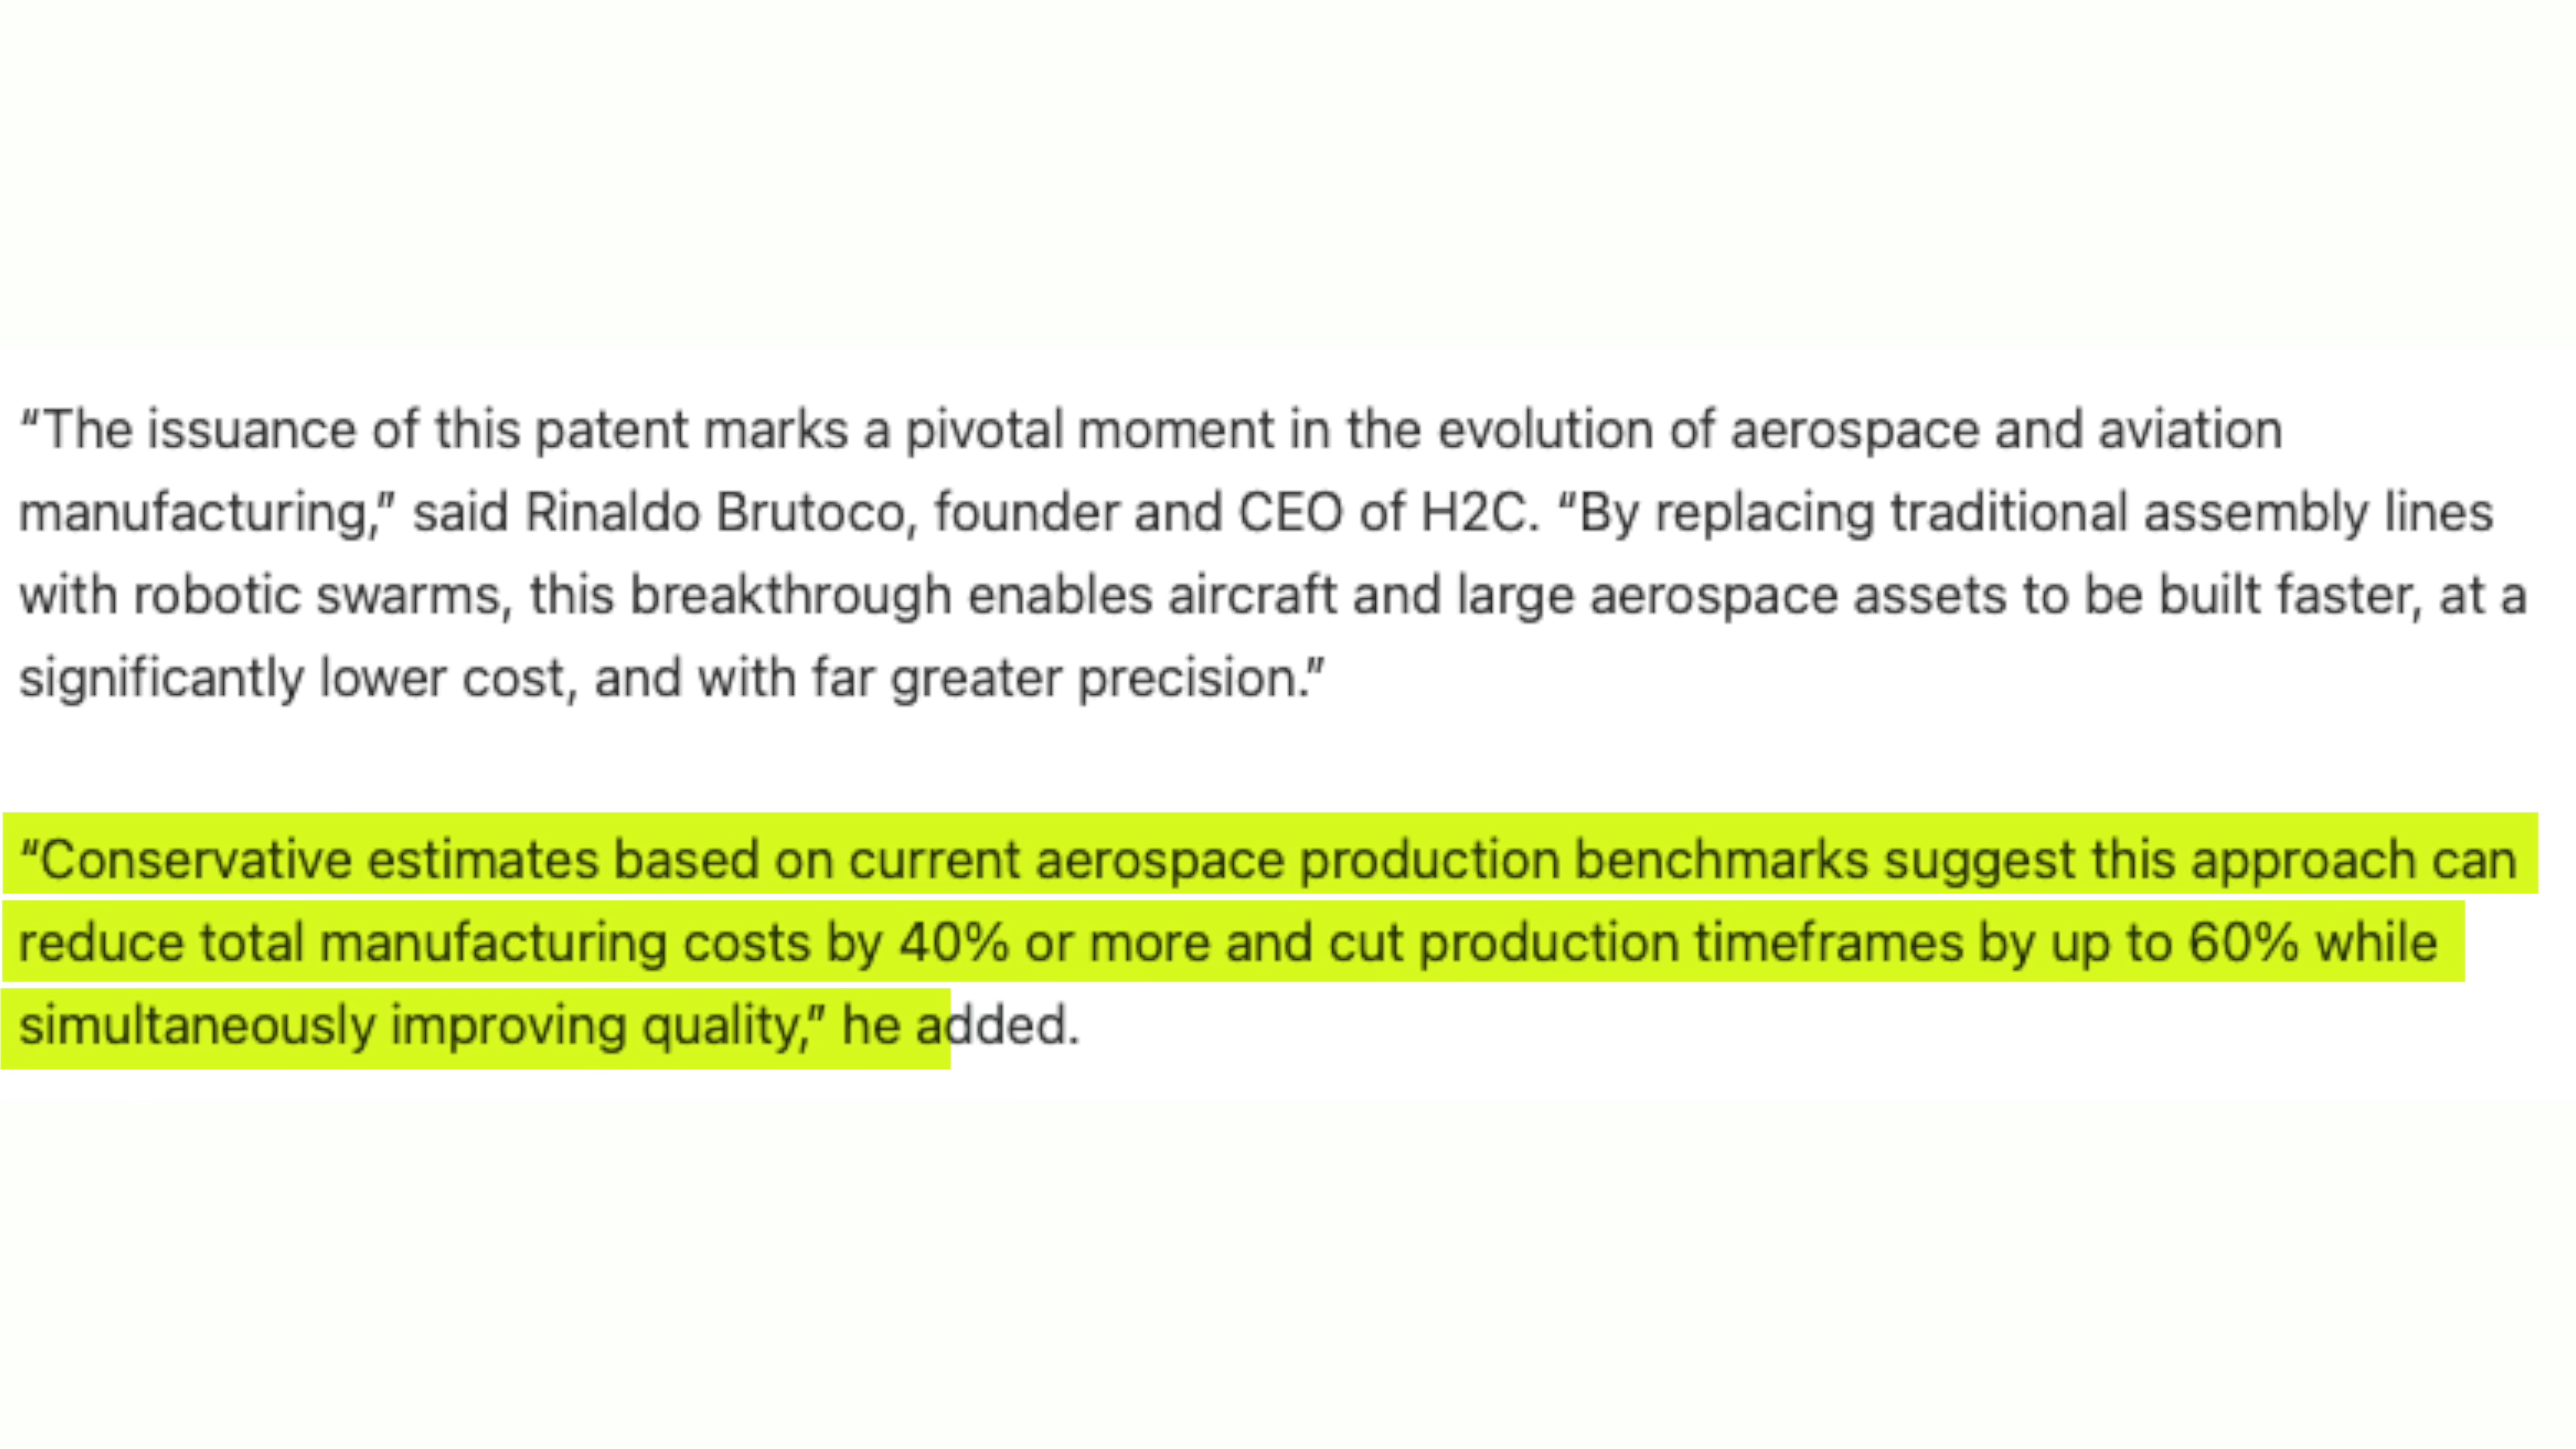 “The issuance of this patent marks a pivotal moment in the evolution of aerospace and aviation
manufacturing,” said Rinaldo Brutoco, founder and CEO of H2C. “By replacing traditional assembly lines
with robotic swarms, this breakthrough enables aircraft and large aerospace assets to be built faster, at a
significantly lower cost, and with far greater precision.”
“Conservative estimates based on current aerospace production benchmarks suggest this approach can
reduce total manufacturing costs by 40% or more and cut production timeframes by up to 60% while
simultaneously improving quality,” he added.